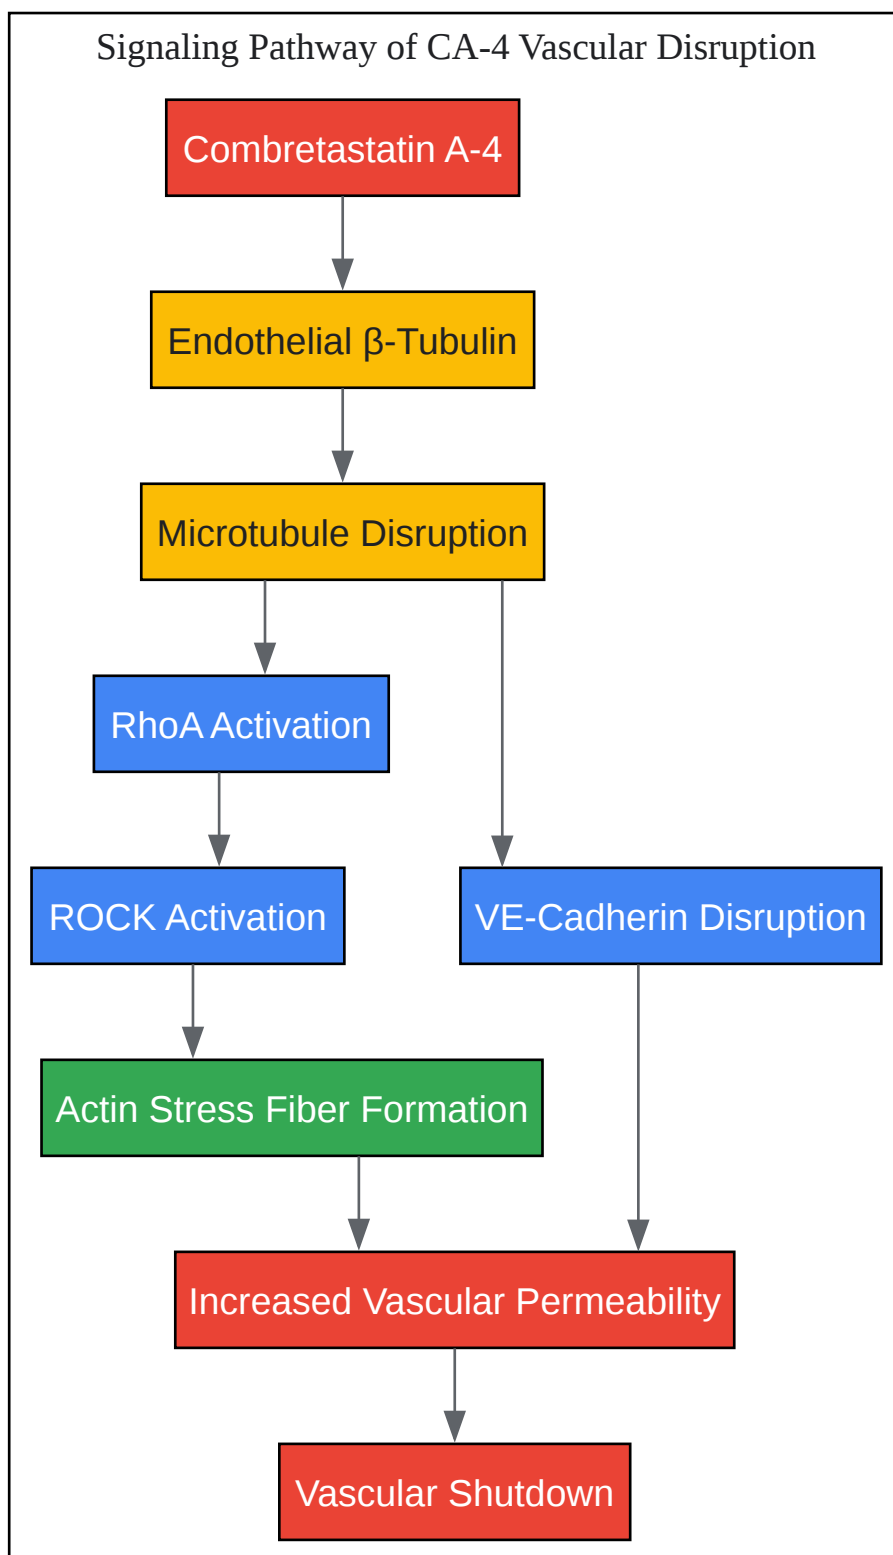 Signaling Pathway of CA-4 Vascular Disruption
Combretastatin A-4
Endothelial β-Tubulin
Microtubule Disruption
RhoA Activation
ROCK Activation
VE-Cadherin Disruption
Actin Stress Fiber Formation
Increased Vascular Permeability
Vascular Shutdown